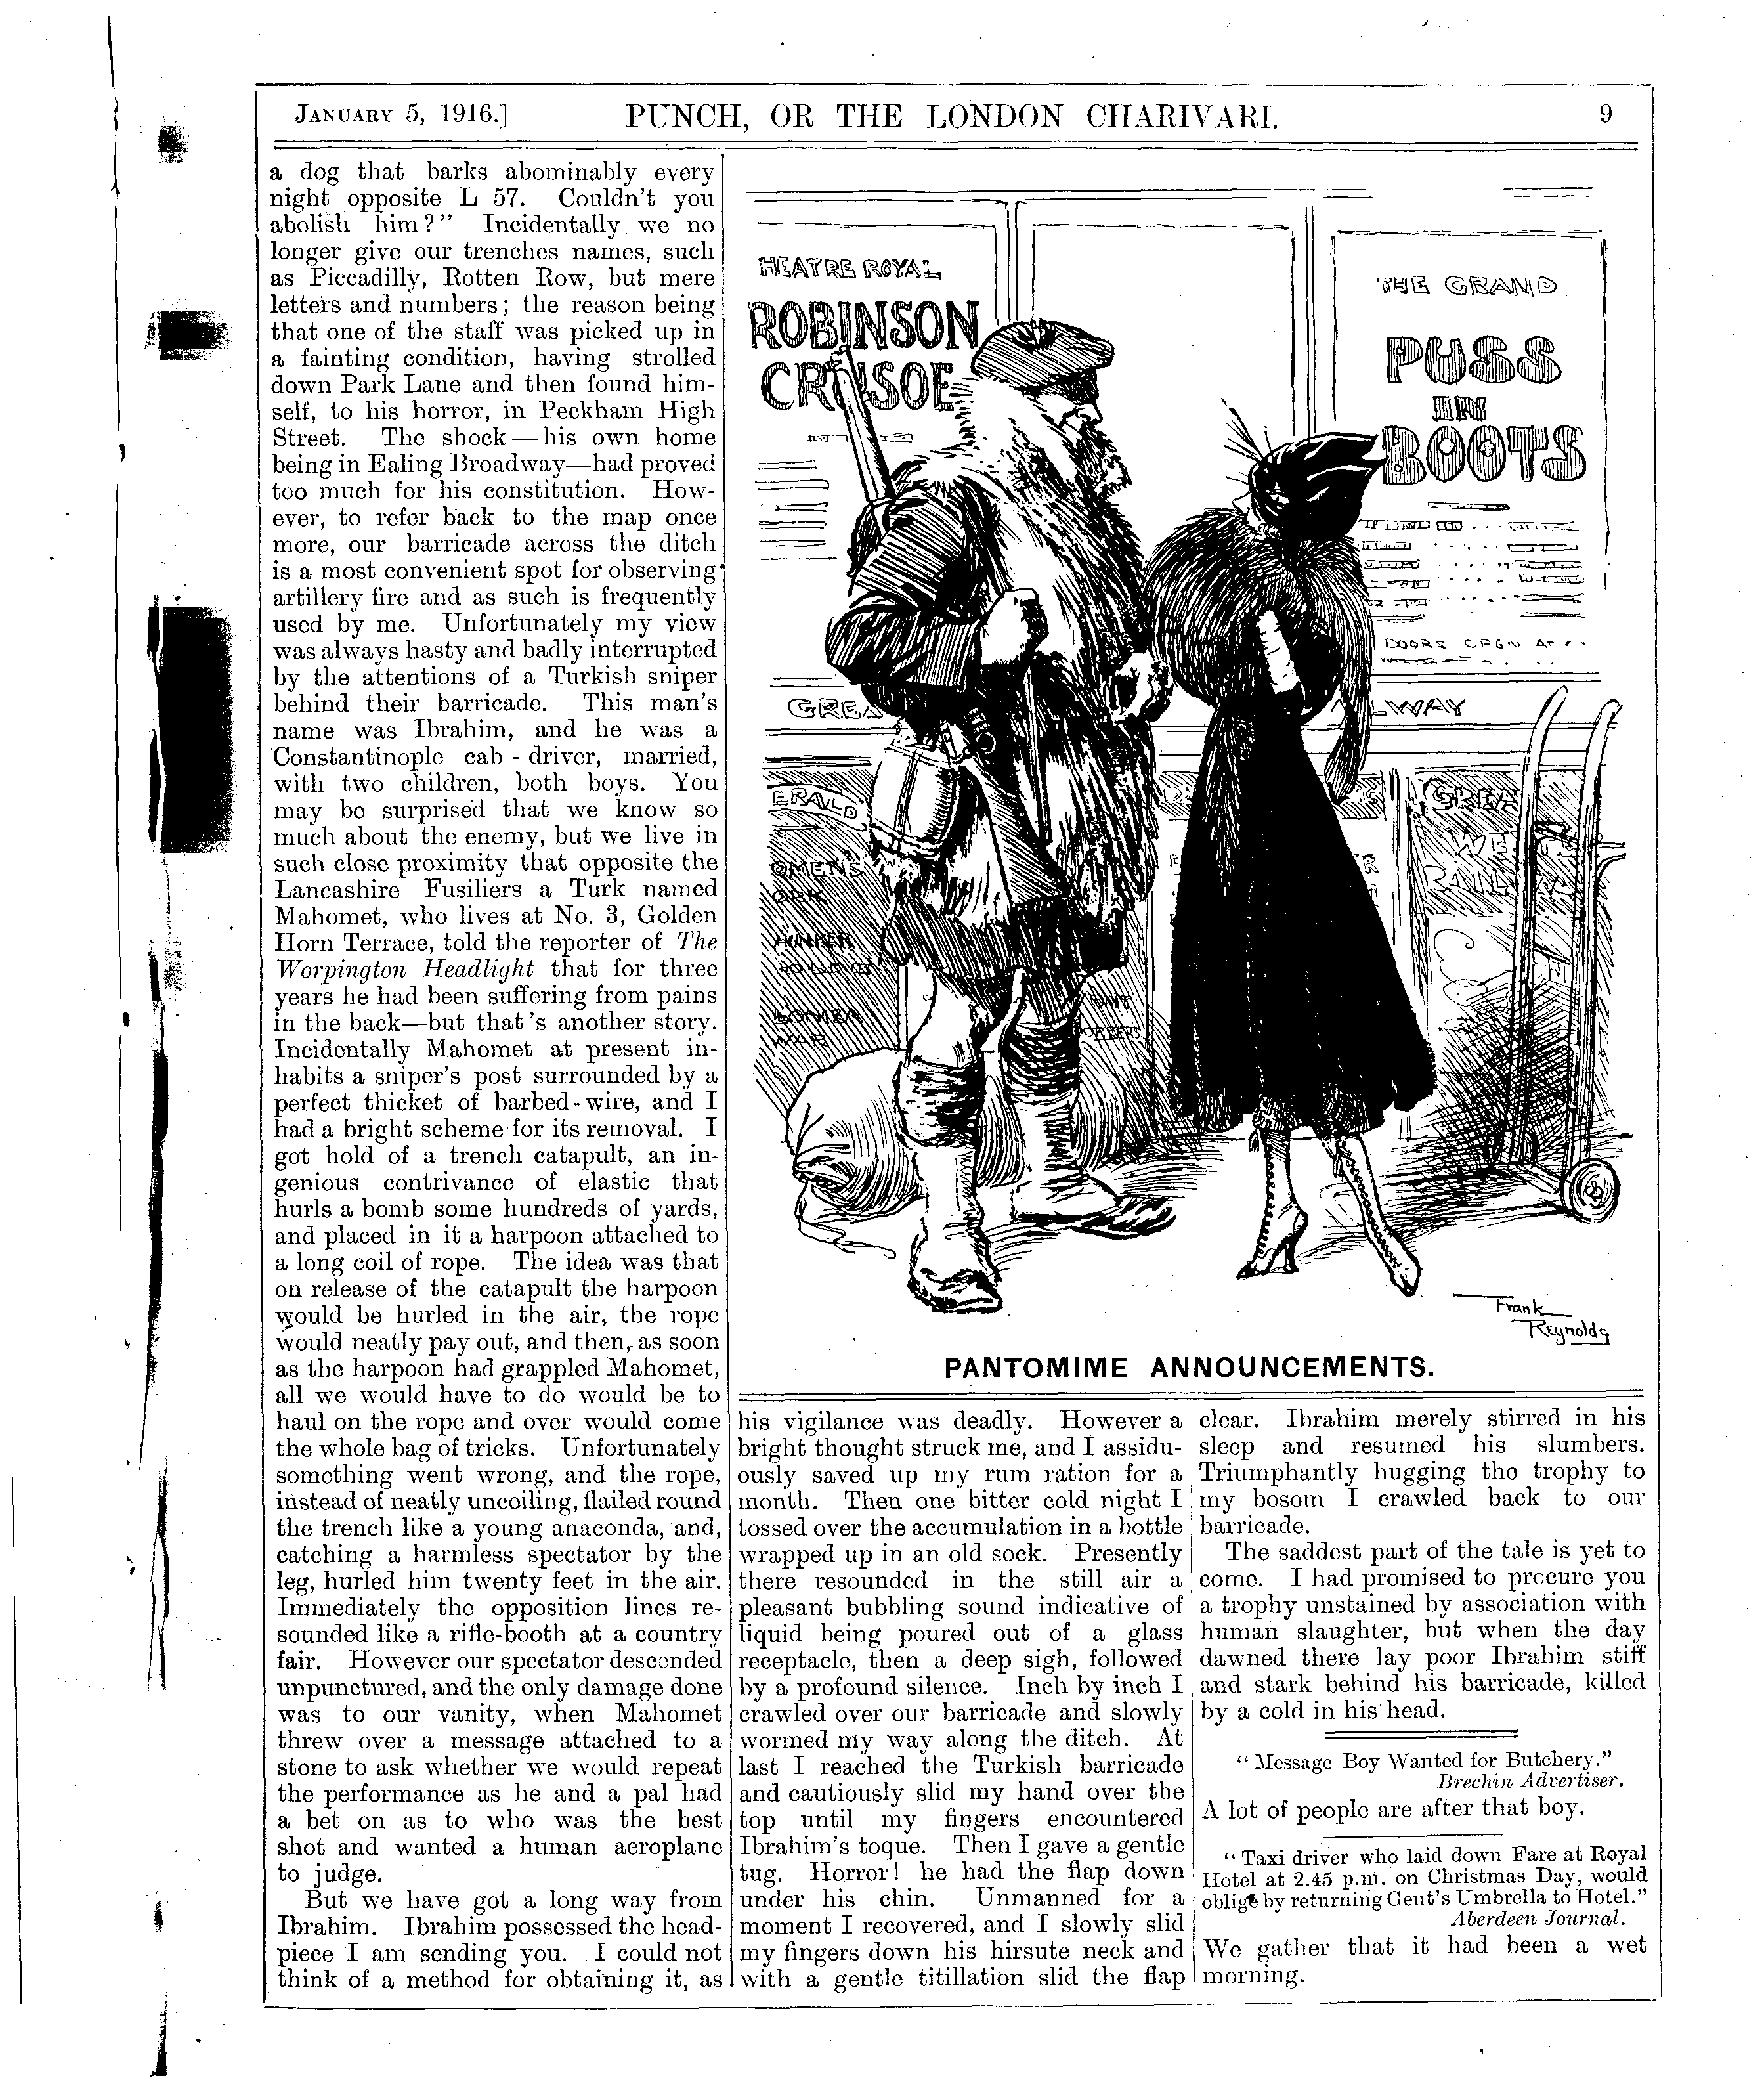 JANUARY 5, 1916.] PUNCH, OR THE LONDON CHARIVARI. 9
a dog that barks abominably every
night opposite L 57. Couldn't you
abolish him?" Incidentally we no
longer give our trenches names, such
as Piccadilly, Rotten Row, but mere
letters and numbers; the reason being
that one of the staff was picked up in
a fainting condition, having strolled
down Park Lane and then found him-
self, to his horror, in Peckham High
Street. The shock—his own home
being in Ealing Broadway—had proved
too much for his constitution. How-
ever, to refer back to the map once
more, our barricade across the ditch
is a most convenient spot for observing
artillery fire and as such is frequently
used by me. Unfortunately my view
was always hasty and badly interrupted
by the attentions of a Turkish sniper
behind their barricade. This man's
name was Ibrahim, and he was a
Constantinople cab-driver, married,
with two children, both boys. You
may be surprised that we know so
much about the enemy, but we live in
such close proximity that opposite the
Lancashire Fusiliers a Turk named
Mahomet, who lives at No. 3, Golden
Horn Terrace, told the reporter of The
Worpington Headlight that for three
years he had been suffering from pains
in the back—but that's another story.
Incidentally Mahomet at present in-
habits a sniper's post surrounded by a
perfect thicket of barbed-wire, and I
had a bright scheme for its removal. I
got hold of a trench catapult, an in-
genious contrivance of elastic that
hurls a bomb some hundreds of yards,
and placed in it a harpoon attached to
a long coil of rope. The idea was that
on release of the catapult the harpoon
would be hurled in the air, the rope
would neatly pay out, and then, as soon
as the harpoon had grappled Mahomet,
all we would have to do would be to
haul on the rope and over would come
the whole bag of tricks. Unfortunately
something went wrong, and the rope,
instead of neatly uncoiling, flailed round
the trench like a young anaconda, and,
catching a harmless spectator by the
leg, hurled him twenty feet in the air.
Immediately the opposition lines re-
sounded like a rifle-booth at a country
fair. However our spectator descended
unpunctured, and the only damage done
was to our vanity, when Mahomet
threw over a message attached to a
stone to ask whether we would repeat
the performance as he and a pal had
a bet on as to who was the best
shot and wanted a human aeroplane
to judge.
But we have got a long way from
Ibrahim. Ibrahim possessed the head-
piece I am sending you. I could not
think of a method for obtaining it, as
HEATRE ROYAL
ROBINSON
CRUSOE
THE GRAND
PUSS
IN
BOOTS
DOORS OPEN AT
GREA
LWAY
ERALD
OMEN'S
GREA
WE
RAIL
Frank
Reynolds
PANTOMIME ANNOUNCEMENTS.
his vigilance was deadly. However a
bright thought struck me, and I assidu-
ously saved up my rum ration for a
month. Then one bitter cold night I
tossed over the accumulation in a bottle
wrapped up in an old sock. Presently
there resounded in the still air a
pleasant bubbling sound indicative of
liquid being poured out of a glass
receptacle, then a deep sigh, followed
by a profound silence. Inch by inch I
crawled over our barricade and slowly
wormed my way along the ditch. At
last I reached the Turkish barricade
and cautiously slid my hand over the
top until my fingers encountered
Ibrahim's toque. Then I gave a gentle
tug. Horror! he had the flap down
under his chin. Unmanned for a
moment I recovered, and I slowly slid
my fingers down his hirsute neck and
with a gentle titillation slid the flap
clear. Ibrahim merely stirred in his
sleep and resumed his slumbers.
Triumphantly hugging the trophy to
my bosom I crawled back to our
barricade.
The saddest part of the tale is yet to
come. I had promised to procure you
a trophy unstained by association with
human slaughter, but when the day
dawned there lay poor Ibrahim stiff
and stark behind his barricade, killed
by a cold in his head.
"Message Boy Wanted for Butchery."
Brechin Advertiser.
A lot of people are after that boy.
"Taxi driver who laid down Fare at Royal
Hotel at 2.45 p.m. on Christmas Day, would
oblige by returning Gent's Umbrella to Hotel."
Aberdeen Journal.
We gather that it had been a wet
morning.